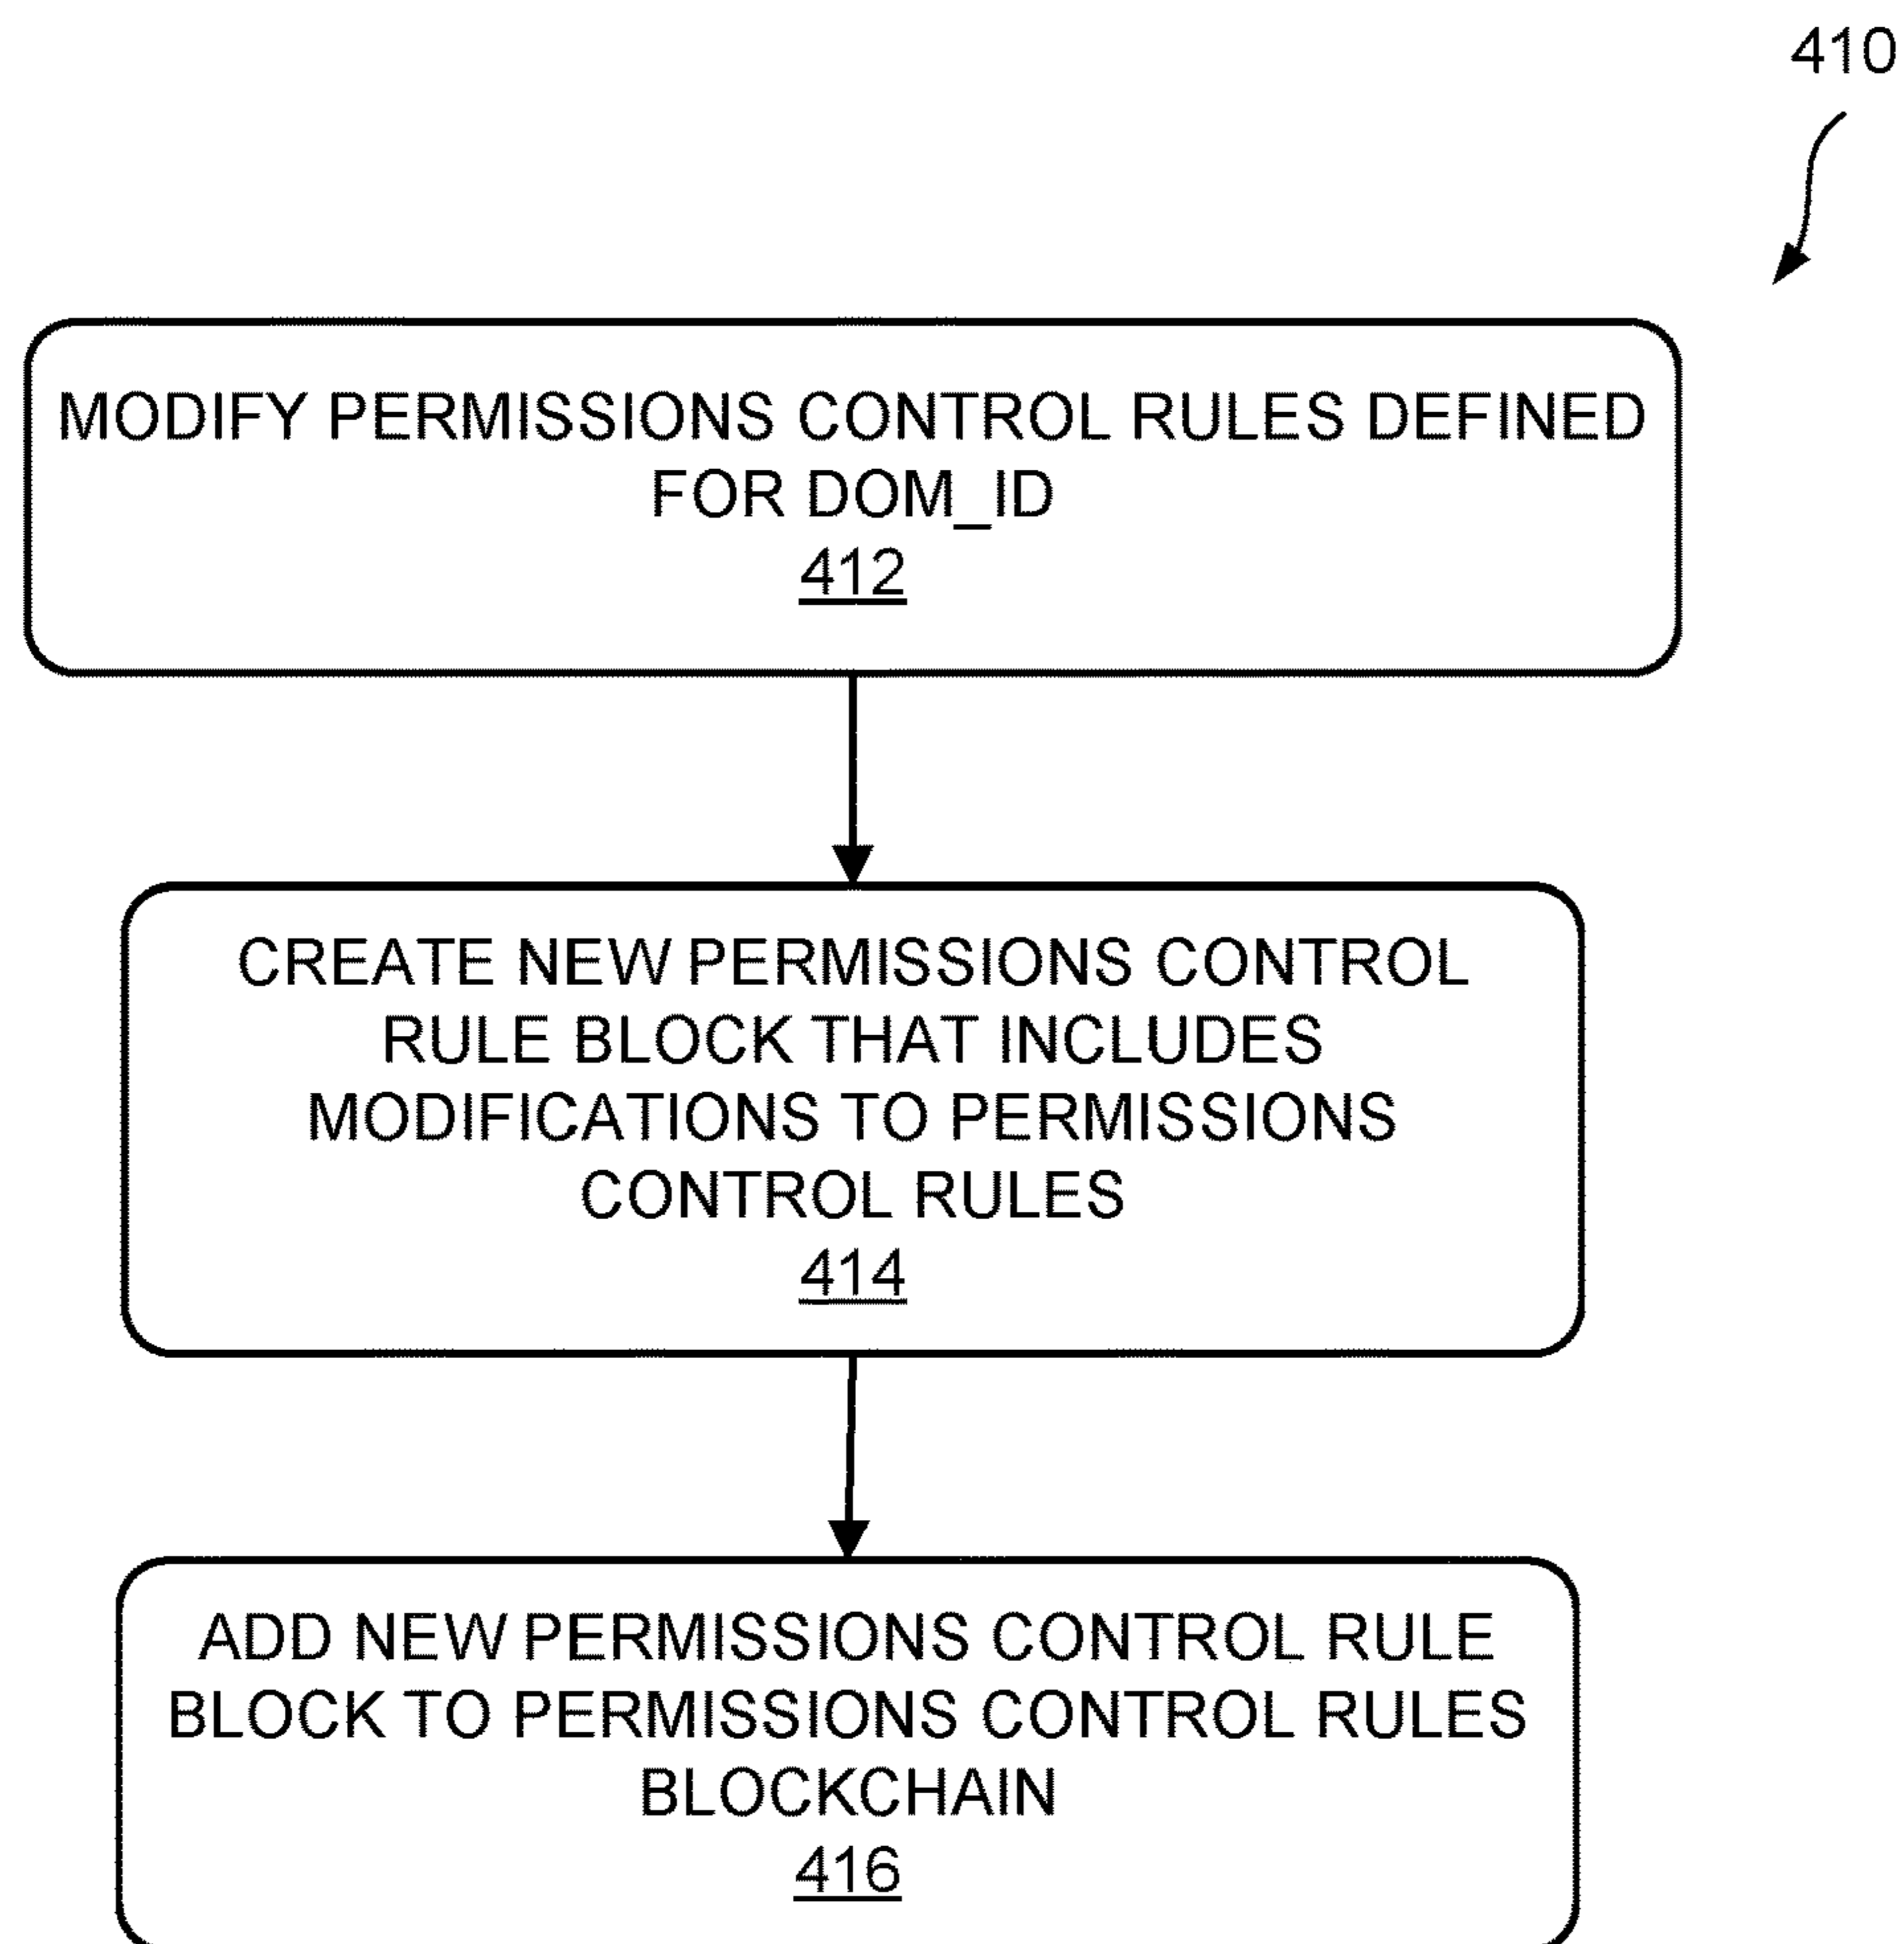 410
MODIFY PERMISSIONS CONTROL RULES DEFINED
FOR DOM_ID
412
CREATE NEW PERMISSIONS CONTROL
RULE BLOCK THAT INCLUDES
MODIFICATIONS TO PERMISSIONS
CONTROL RULES
414
ADD NEW PERMISSIONS CONTROL RULE
BLOCK TO PERMISSIONS CONTROL RULES
BLOCKCHAIN
416